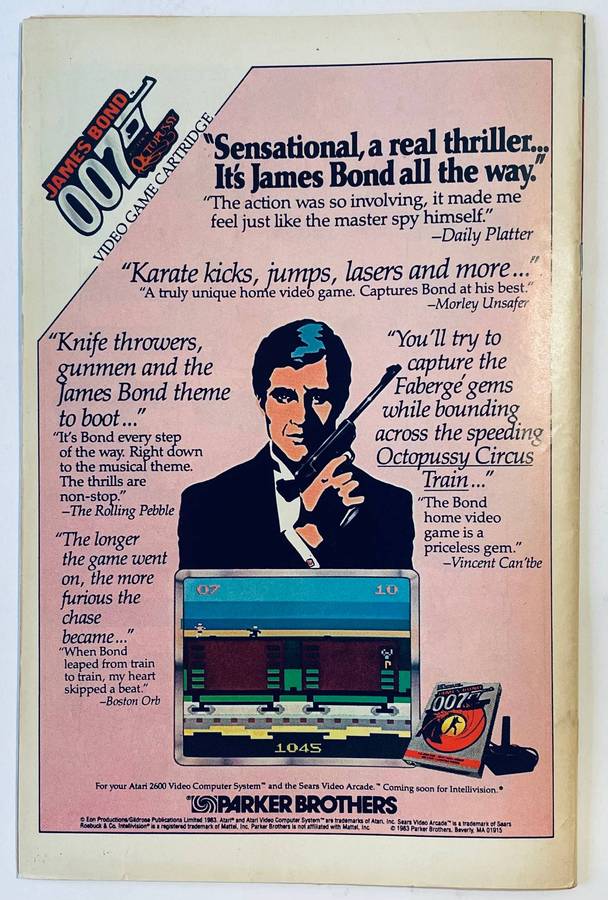 JAMES BOND
007
OCTOPUSSY
VIDEO GAME CARTRIDGE
"Sensational, a real thriller...
It's James Bond all the way."
"The action was so involving, it made me
feel just like the master spy himself."
–Daily Platter
"Karate kicks, jumps, lasers and more..."
"A truly unique home video game. Captures Bond at his best."
–Morley Unsafer
"Knife throwers,
gunmen and the
James Bond theme
to boot..."
"It's Bond every step
of the way. Right down
to the musical theme.
The thrills are
non-stop."
–The Rolling Pebble
"The longer
the game went
on, the more
furious the
chase
became..."
"When Bond
leaped from train
to train, my heart
skipped a beat."
–Boston Orb
"You'll try to
capture the
Faberge' gems
while bounding
across the speeding
Octopussy Circus
Train..."
"The Bond
home video
game is a
priceless gem."
–Vincent Can'tbe
07 10
1045
JAMES BOND
007
For your Atari 2600 Video Computer System™ and the Sears Video Arcade.™ Coming soon for Intellivision.®
PARKER BROTHERS
© Eon Productions/Glidrose Publications Limited 1983. Atari® and Atari Video Computer System™ are trademarks of Atari, Inc. Sears Video Arcade™ is a trademark of Sears
Roebuck & Co. Intellivision® is a registered trademark of Mattel, Inc. Parker Brothers is not affiliated with Mattel, Inc. © 1983 Parker Brothers, Beverly, MA 01915